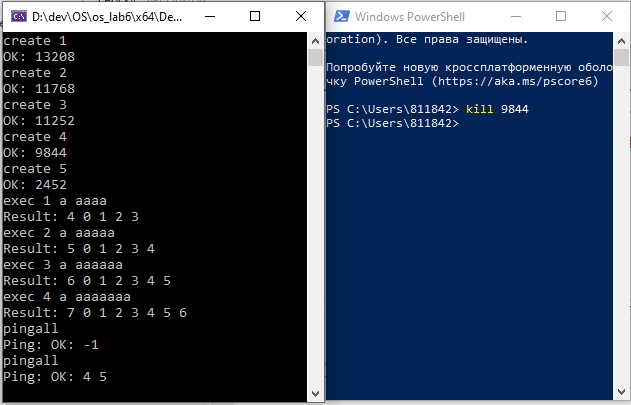 D:\dev\OS\os_lab6\x64\De...
create 1
OK: 13208
create 2
OK: 11768
create 3
OK: 11252
create 4
OK: 9844
create 5
OK: 2452
exec 1 a aaaa
Result: 4 0 1 2 3
exec 2 a aaaaa
Result: 5 0 1 2 3 4
exec 3 a aaaaaa
Result: 6 0 1 2 3 4 5
exec 4 a aaaaaaa
Result: 7 0 1 2 3 4 5 6
pingall
Ping: OK: -1
pingall
Ping: OK: 4 5
Windows PowerShell
oration). Все права защищены.
Попробуйте новую кроссплатформенную оболо
чку PowerShell (https://aka.ms/pscore6)
PS C:\Users\811842> kill 9844
PS C:\Users\811842>